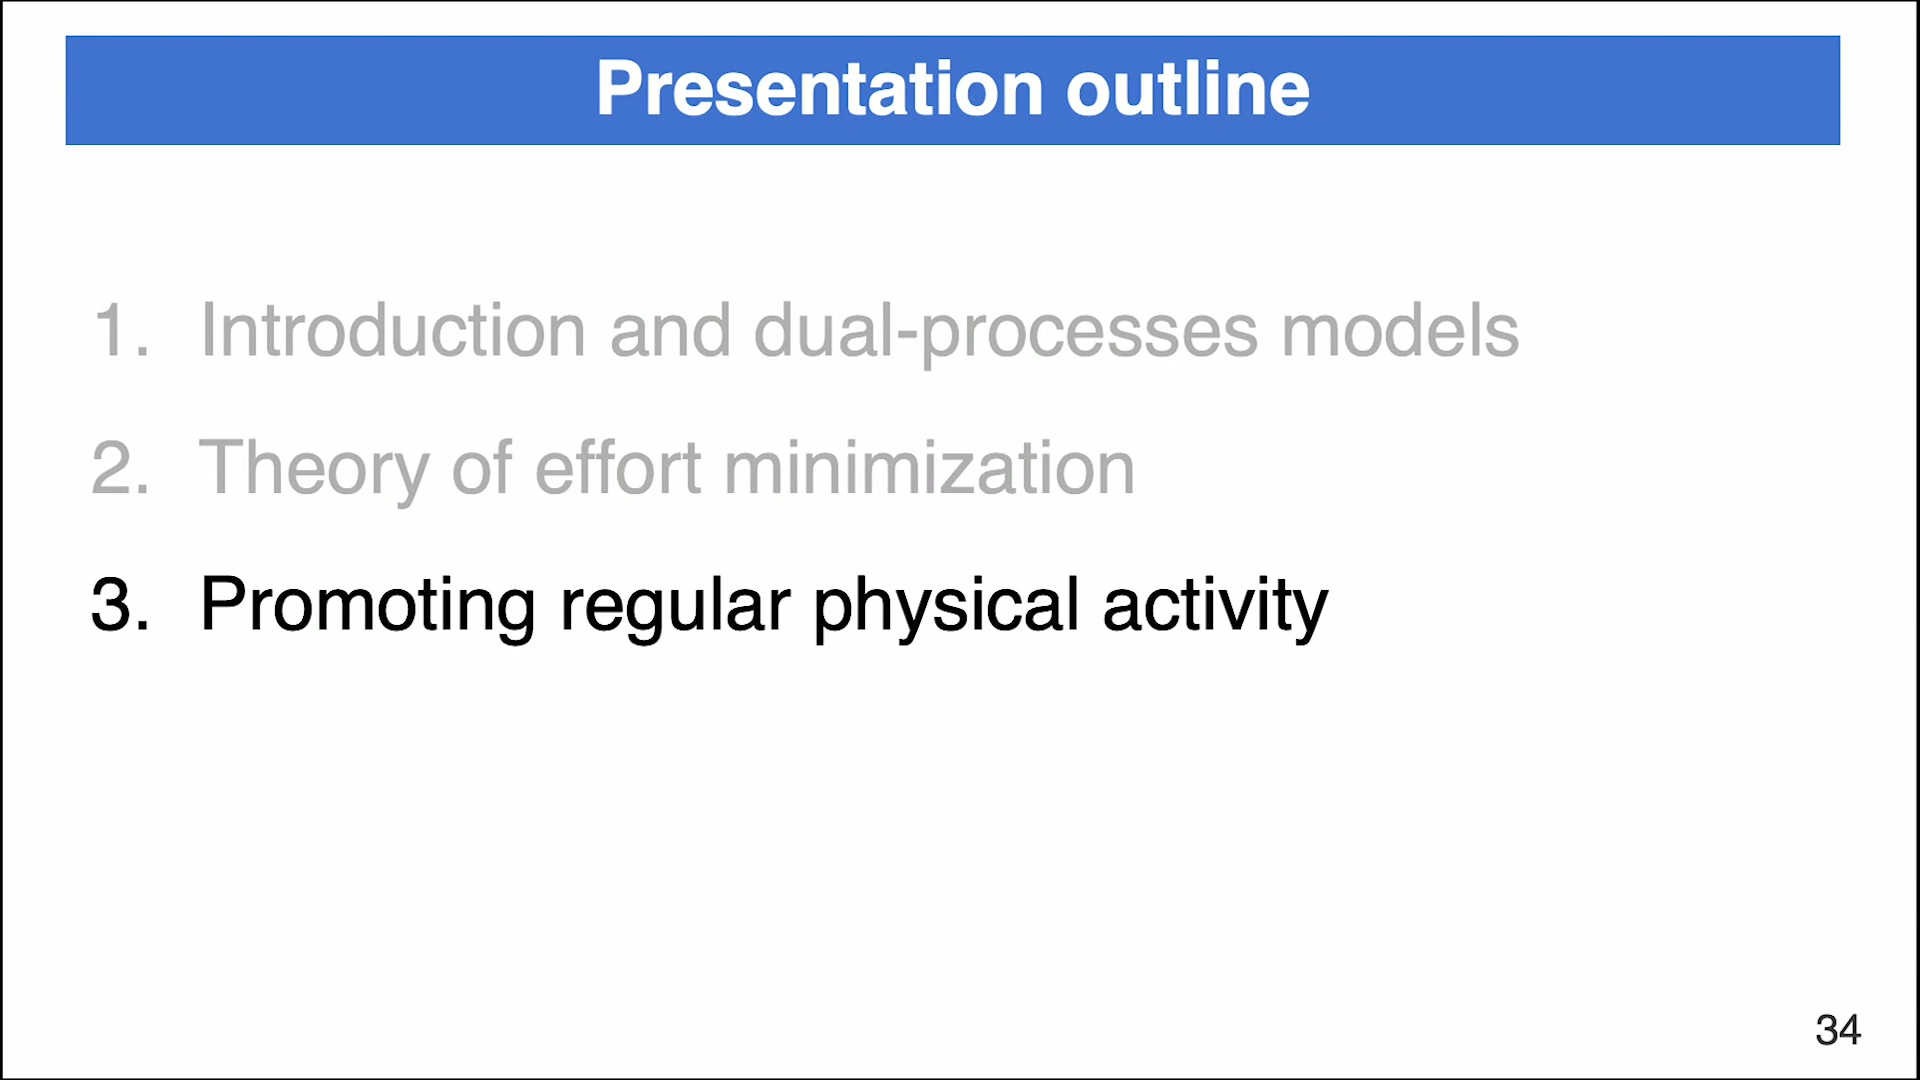 Presentation outline
1. Introduction and dual-processes models
2. Theory of effort minimization
3. Promoting regular physical activity
34